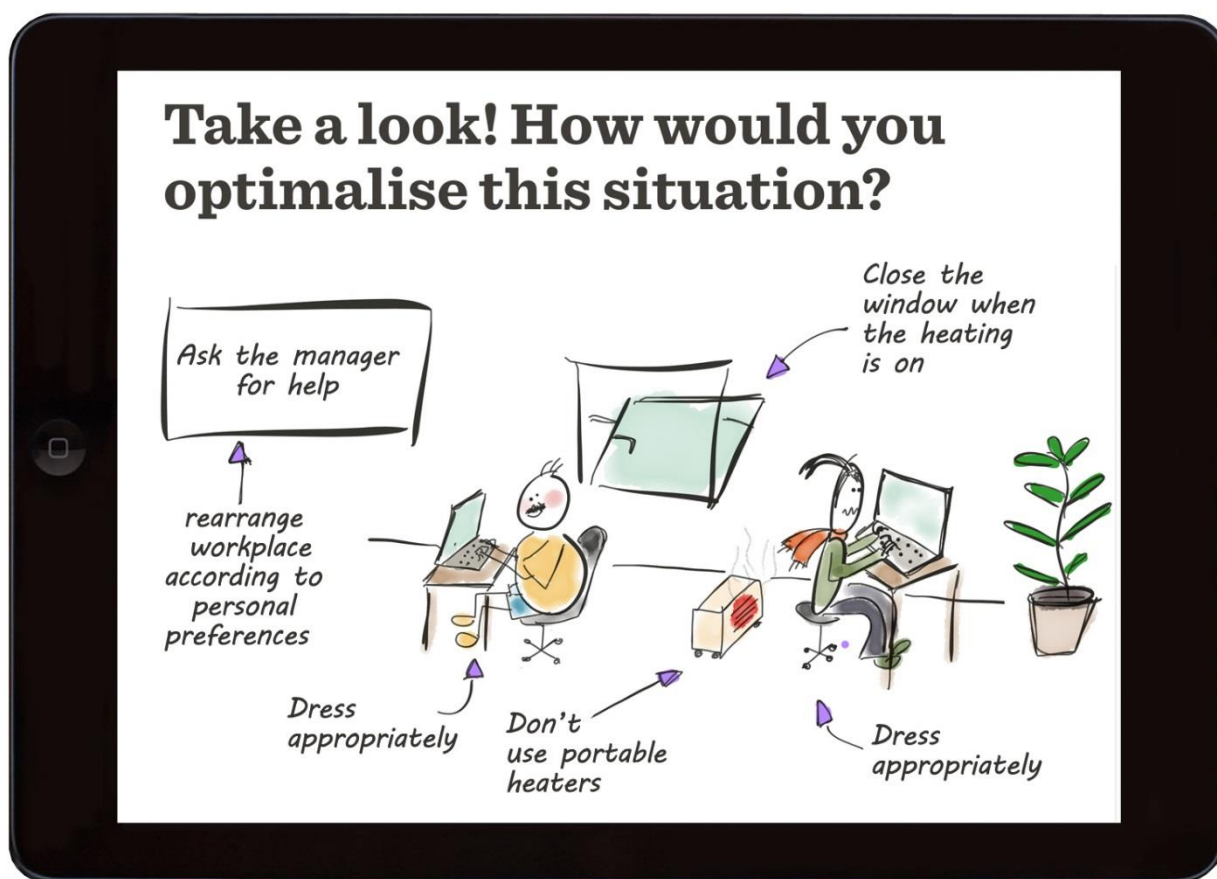 Take a look! How would you
optimalise this situation?
Close the
window when
the heating
is on
Ask the manager
for help
rearrange
workplace
according to
personal
preferences
Dress
appropriately
Don't
use portable
heaters
Dress
appropriately